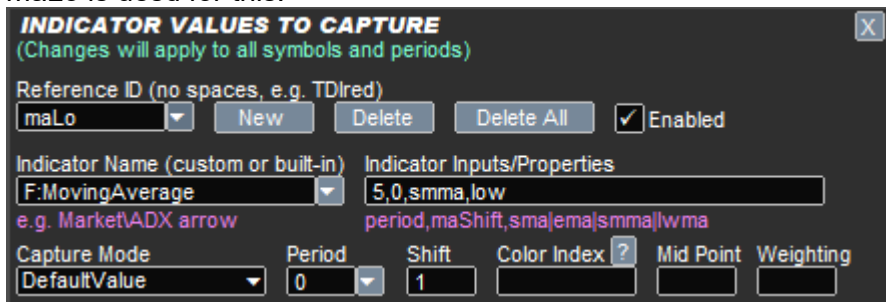 INDICATOR VALUES TO CAPTURE X
(Changes will apply to all symbols and periods)
Reference ID (no spaces, e.g. TDIred)
maLo New Delete Delete All Enabled
Indicator Name (custom or built-in) Indicator Inputs/Properties
F:MovingAverage 5,0,smma,low
e.g. Market\ADX arrow period,maShift,sma|ema|smma|lwma
Capture Mode Period Shift Color Index ? Mid Point Weighting
DefaultValue 0 1